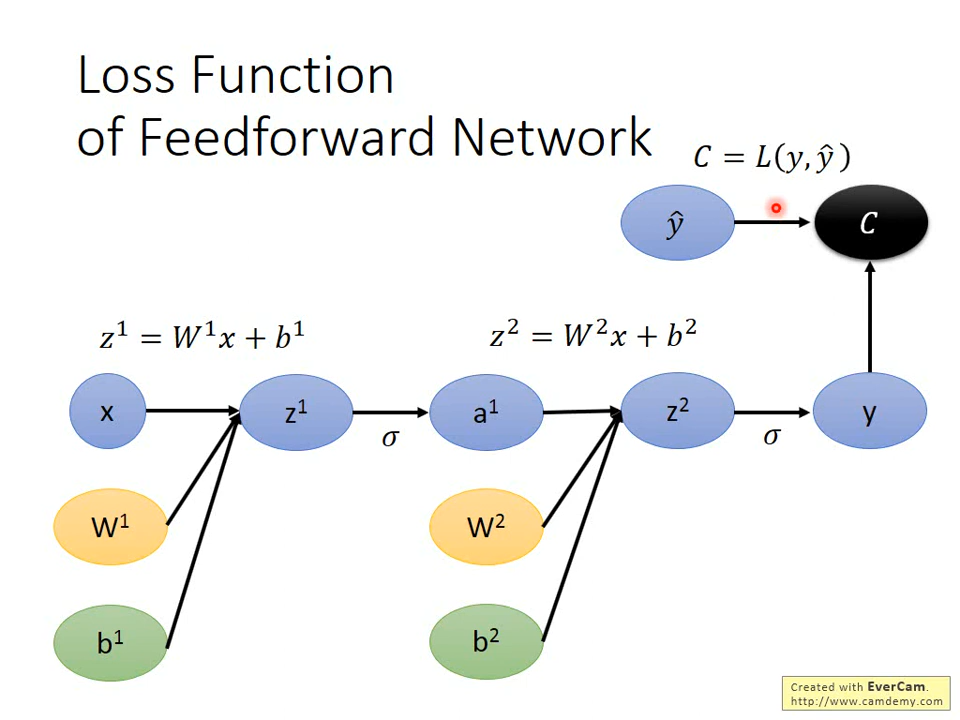 Loss Function
of Feedforward Network
C = L(y, ŷ)
ŷ
C
z¹ = W¹x + b¹
z² = W²x + b²
x
z¹
a¹
z²
y
σ
σ
W¹
W²
b¹
b²
Created with EverCam.
http://www.camdemy.com